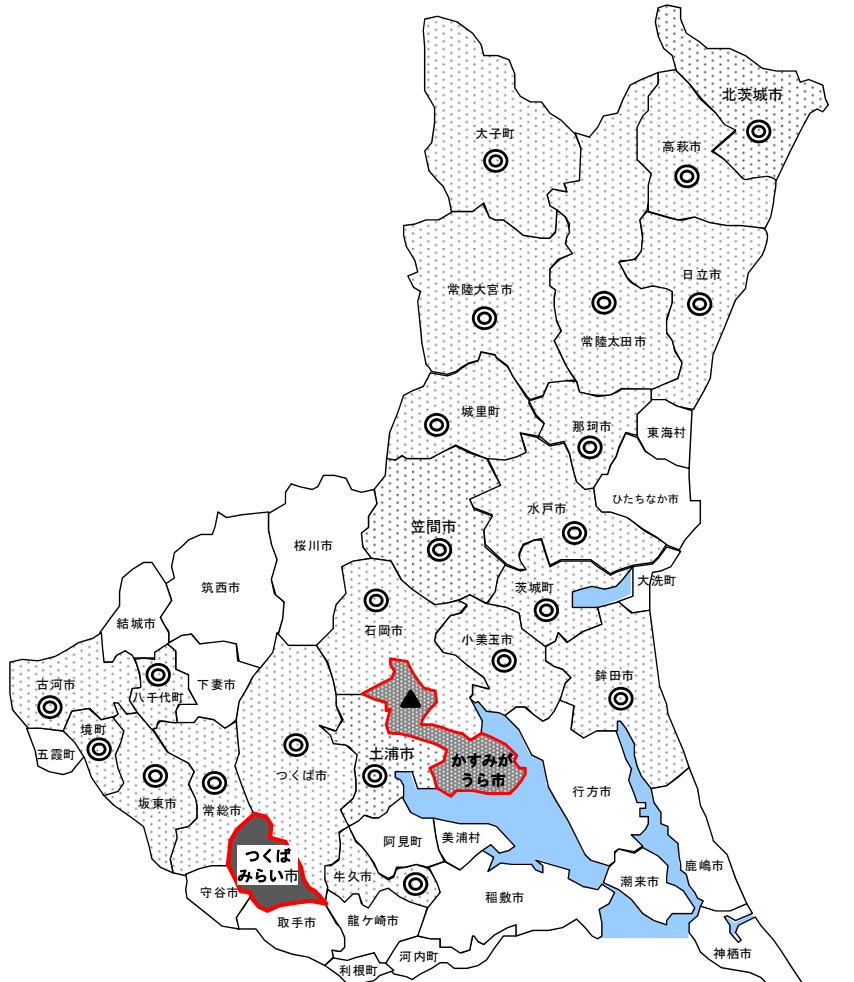 北茨城市
大子町
高萩市
日立市
常陸大宮市
常陸太田市
城里町
那珂市
東海村
ひたちなか市
水戸市
笠間市
桜川市
大洗町
茨城町
筑西市
結城市
石岡市
小美玉市
鉾田市
古河市
八千代町
下妻市
境町
五霞町
土浦市
かすみが
うら市
つくば市
坂東市
常総市
行方市
阿見町
美浦村
つくば
みらい市
牛久市
鹿嶋市
潮来市
守谷市
稲敷市
取手市
龍ケ崎市
河内町
利根町
神栖市